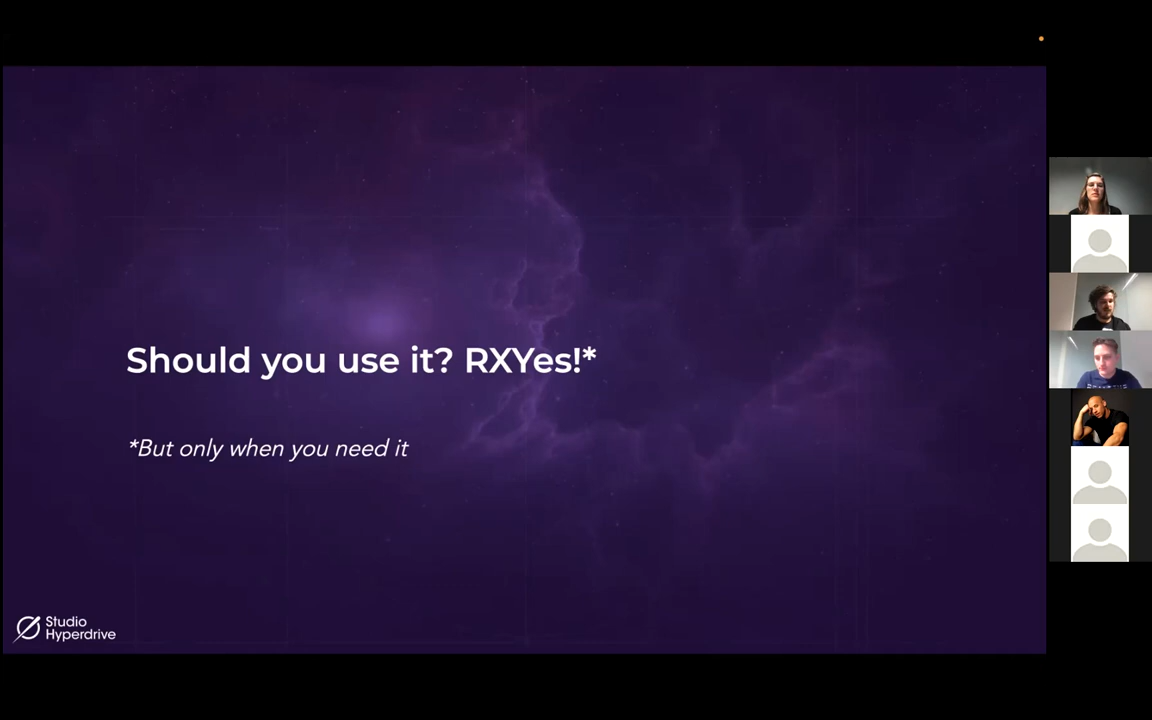 Should you use it? RXYes!*
*But only when you need it
Studio
Hyperdrive